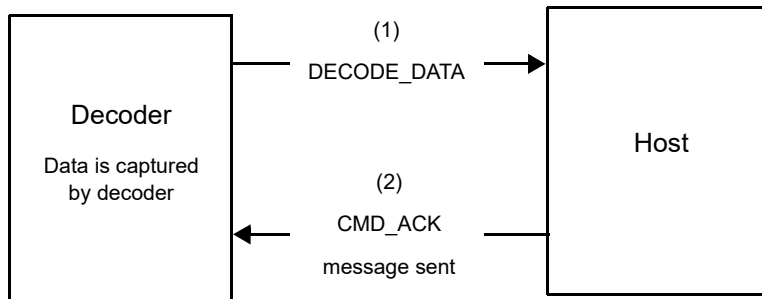 Decoder
Data is captured
by decoder
(1)
DECODE_DATA
(2)
CMD_ACK
message sent
Host